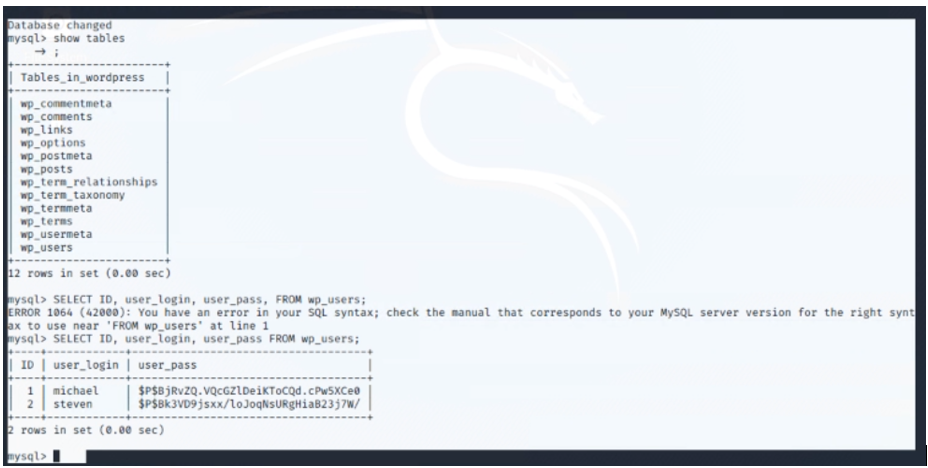 Database changed
mysql> show tables
→ ;
+-----------------------+
| Tables_in_wordpress |
+-----------------------+
| wp_commentmeta |
| wp_comments |
| wp_links |
| wp_options |
| wp_postmeta |
| wp_posts |
| wp_term_relationships |
| wp_term_taxonomy |
| wp_termmeta |
| wp_terms |
| wp_usermeta |
| wp_users |
+-----------------------+
12 rows in set (0.00 sec)
mysql> SELECT ID, user_login, user_pass, FROM wp_users;
ERROR 1064 (42000): You have an error in your SQL syntax; check the manual that corresponds to your MySQL server version for the right synt
ax to use near 'FROM wp_users' at line 1
mysql> SELECT ID, user_login, user_pass FROM wp_users;
+----+------------+------------------------------------+
| ID | user_login | user_pass |
+----+------------+------------------------------------+
| 1 | michael | $P$BjRvZQ.VQcGZlDeiKToCQd.cPw5XCe0 |
| 2 | steven | $P$Bk3VD9jsxx/loJoqNsURgHiaB23j7W/ |
+----+------------+------------------------------------+
2 rows in set (0.00 sec)
mysql>